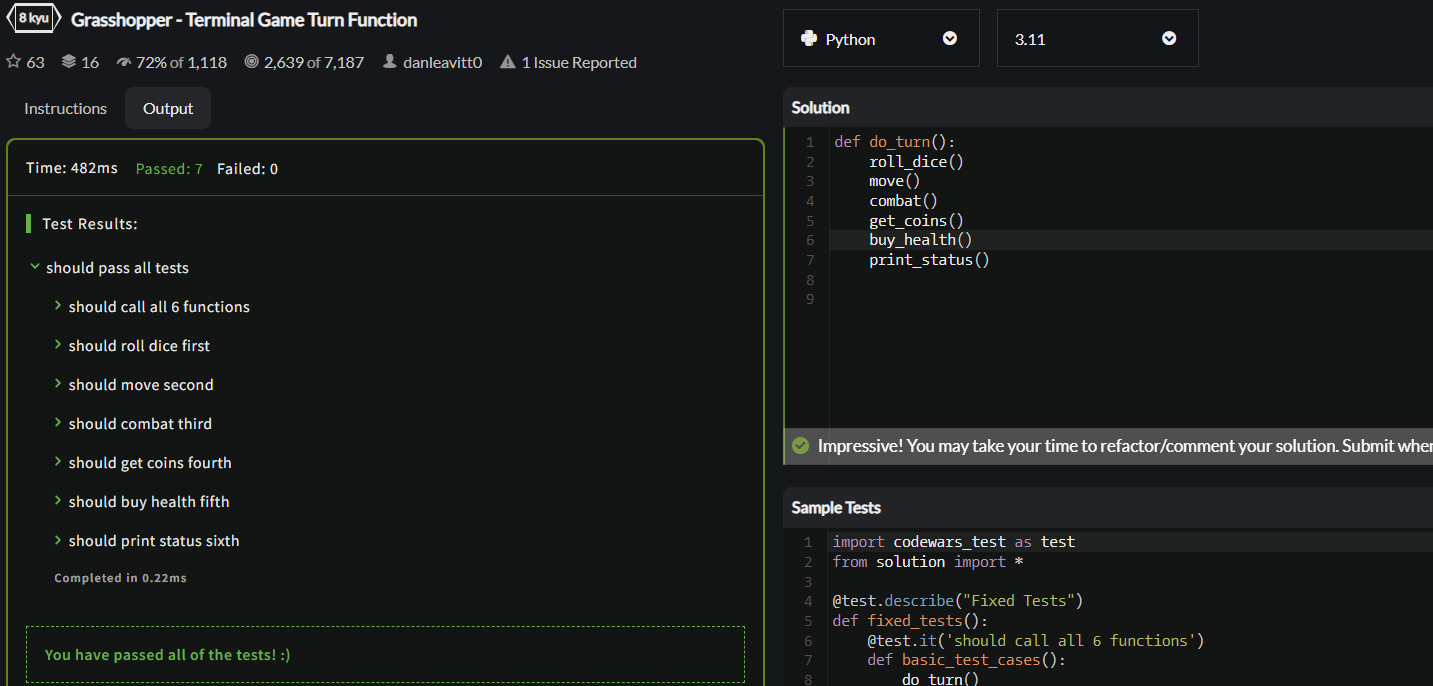 8 kyu Grasshopper - Terminal Game Turn Function
63 16 72% of 1,118 2,639 of 7,187 danleavitt0 1 Issue Reported
Instructions Output
Time: 482ms Passed: 7 Failed: 0
Test Results:
should pass all tests
should call all 6 functions
should roll dice first
should move second
should combat third
should get coins fourth
should buy health fifth
should print status sixth
Completed in 0.22ms
You have passed all of the tests! :)
Python 3.11
Solution
1 def do_turn():
2 roll_dice()
3 move()
4 combat()
5 get_coins()
6 buy_health()
7 print_status()
8
9
Impressive! You may take your time to refactor/comment your solution. Submit when
Sample Tests
1 import codewars_test as test
2 from solution import *
3
4 @test.describe("Fixed Tests")
5 def fixed_tests():
6 @test.it('should call all 6 functions')
7 def basic_test_cases():
8 do_turn()